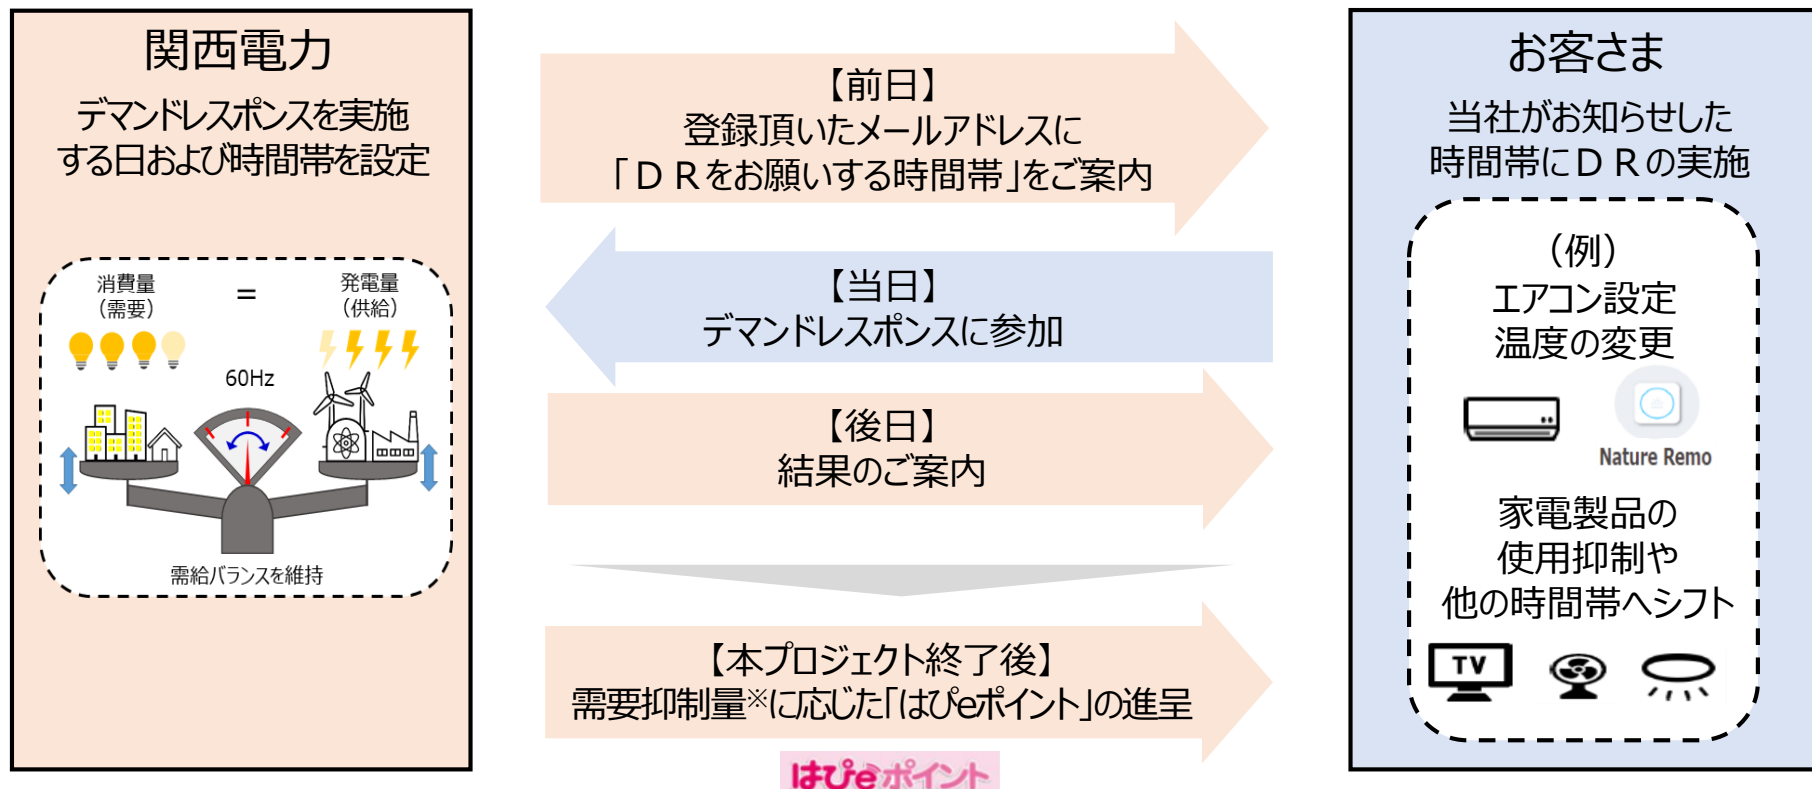 関西電力
デマンドレスポンスを実施
する日および時間帯を設定
消費量
(需要)
=
発電量
(供給)
60Hz
需給バランスを維持
【前日】
登録頂いたメールアドレスに
「ＤＲをお願いする時間帯」をご案内
【当日】
デマンドレスポンスに参加
【後日】
結果のご案内
【本プロジェクト終了後】
需要抑制量※に応じた「はぴeポイント」の進呈
はぴeポイント
お客さま
当社がお知らせした
時間帯にＤＲの実施
(例)
エアコン設定
温度の変更
Nature Remo
家電製品の
使用抑制や
他の時間帯へシフト
TV